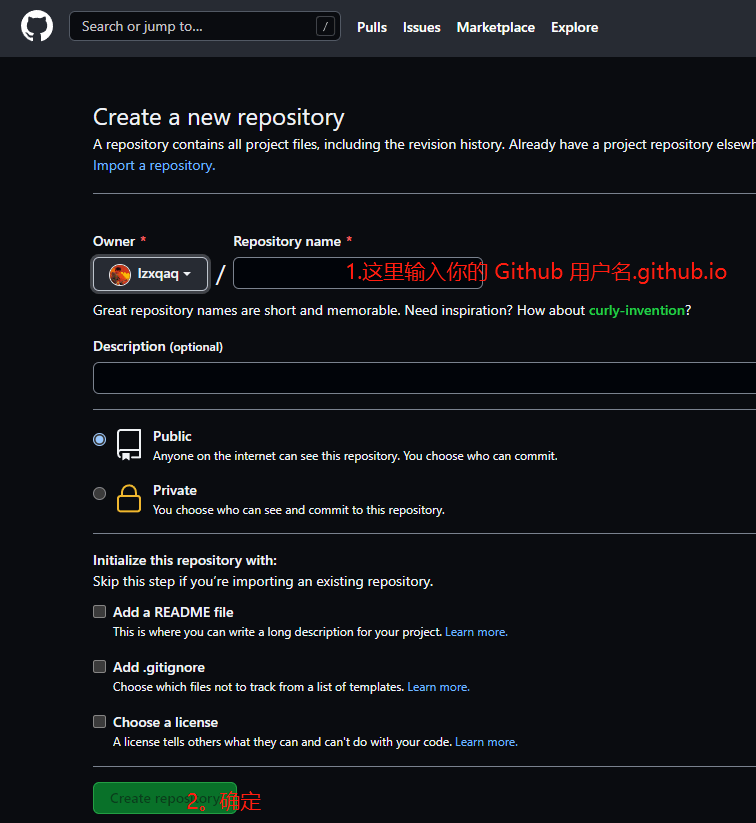 Search or jump to... /
Pulls Issues Marketplace Explore
Create a new repository
A repository contains all project files, including the revision history. Already have a project repository
Import a repository.
Owner * Repository name *
lzxqaq / 1.这里输入你的 Github 用户名.github.io
Great repository names are short and memorable. Need inspiration? How about curly-invention?
Description (optional)
Public
Anyone on the internet can see this repository. You choose who can commit.
Private
You choose who can see and commit to this repository.
Initialize this repository with:
Skip this step if you’re importing an existing repository.
Add a README file
This is where you can write a long description for your project. Learn more.
Add .gitignore
Choose which files not to track from a list of templates. Learn more.
Choose a license
A license tells others what they can and can't do with your code. Learn more.
Create repository 2。确定